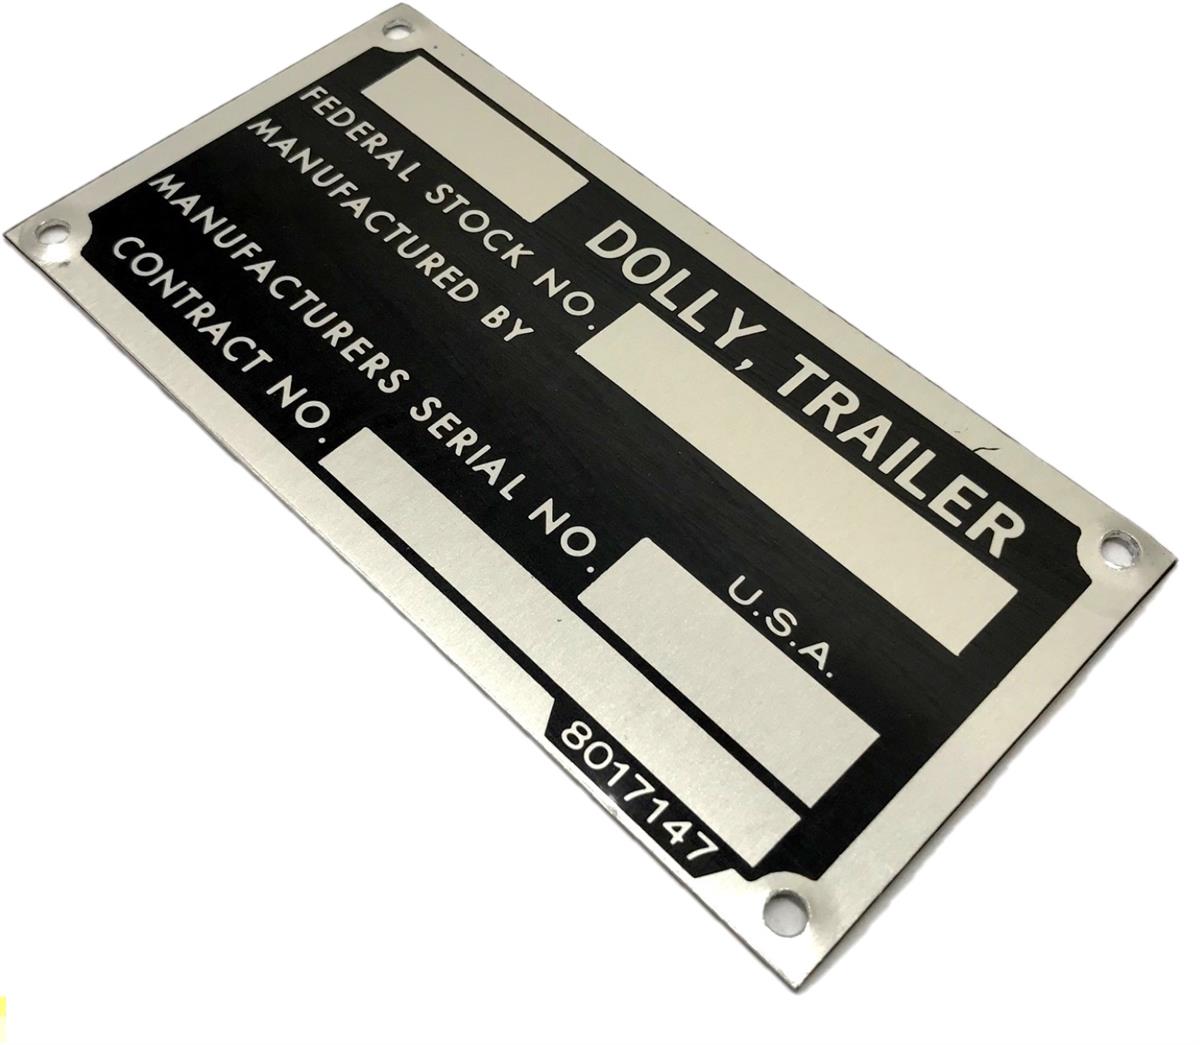 DOLLY, TRAILER
FEDERAL STOCK NO.
MANUFACTURED BY
U.S.A.
MANUFACTURERS SERIAL NO.
CONTRACT NO.
8017147